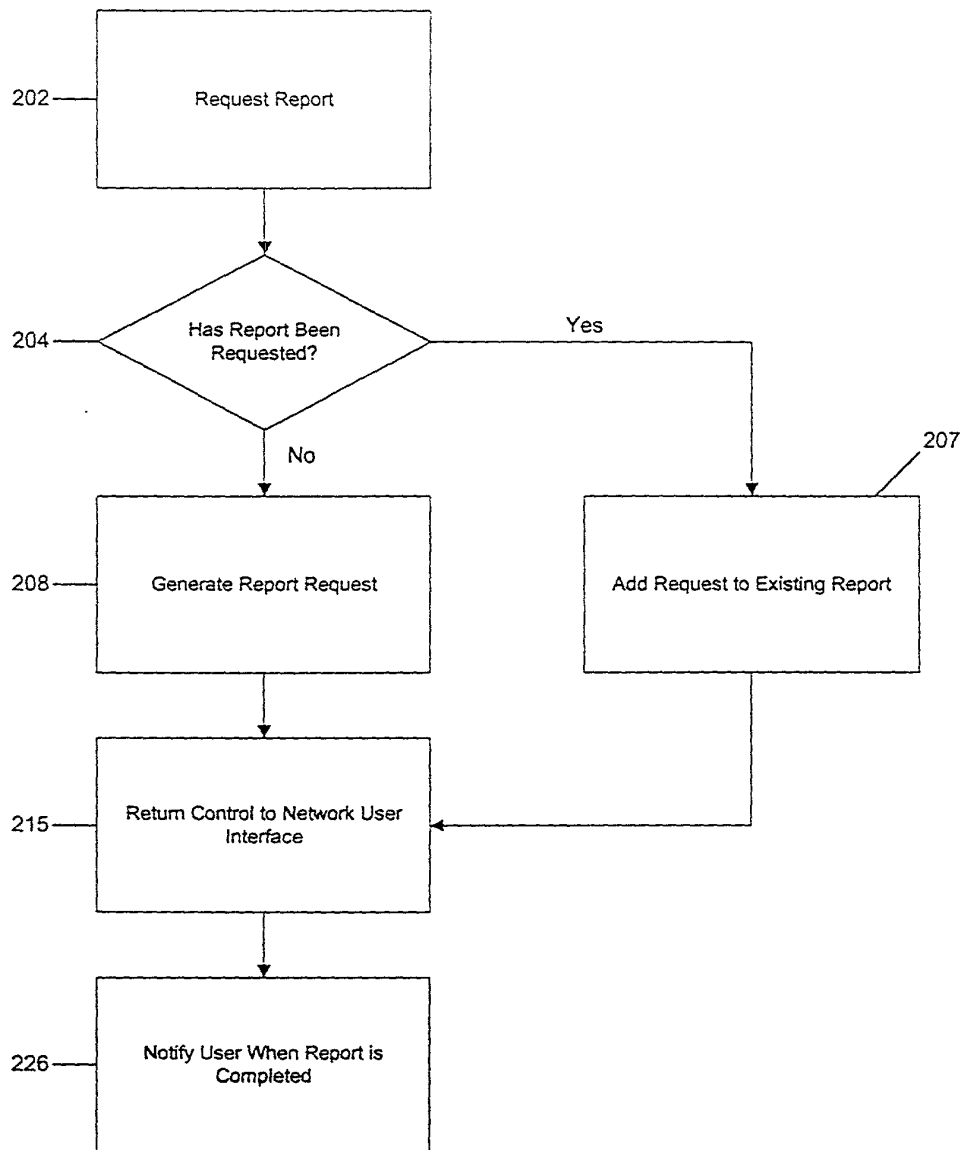 202
Request Report
204
Has Report Been
Requested?
Yes
No
207
208
Generate Report Request
Add Request to Existing Report
215
Return Control to Network User
Interface
226
Notify User When Report is
Completed